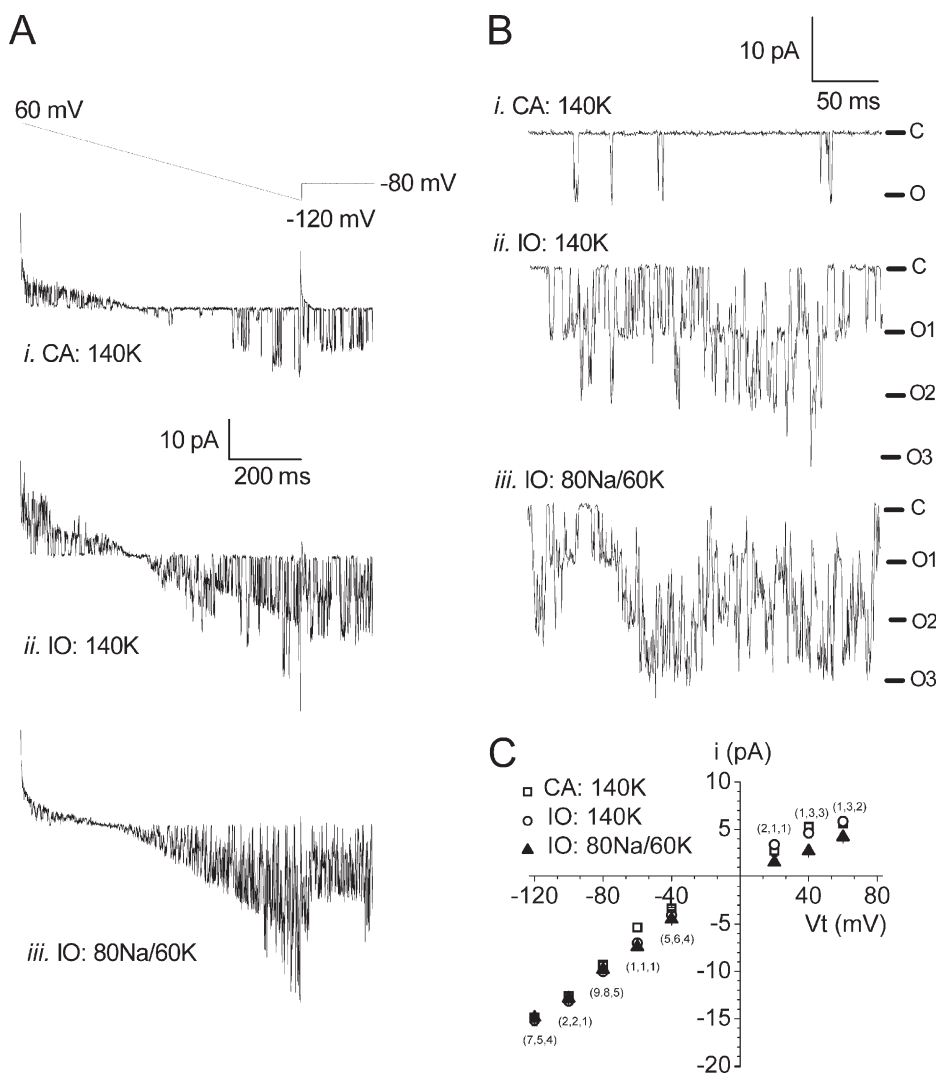 A
60 mV
-80 mV
-120 mV
i. CA: 140K
10 pA
200 ms
ii. IO: 140K
iii. IO: 80Na/60K
B
10 pA
50 ms
i. CA: 140K
C
O
ii. IO: 140K
C
O1
O2
O3
iii. IO: 80Na/60K
C
O1
O2
O3
C
i (pA)
CA: 140K
IO: 140K
IO: 80Na/60K
10
5
-5
-10
-15
-20
-120
-80
-40
40
80
Vt (mV)
(2,1,1)
(1,3,3)
(1,3,2)
(5,6,4)
(1,1,1)
(9.8,5)
(2,2,1)
(7,5,4)